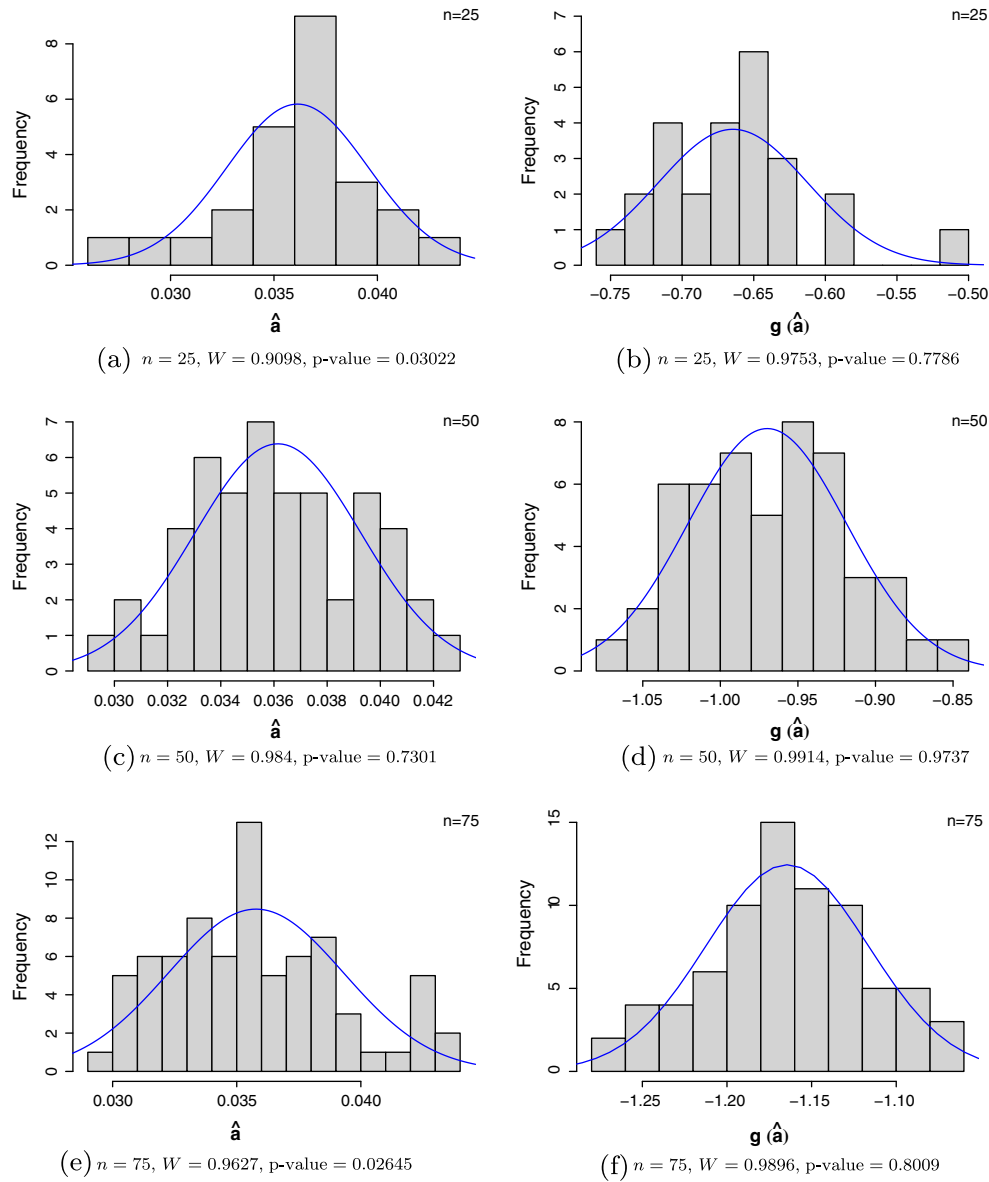 n=25
Frequency
0 2 4 6 8
0.030 0.035 0.040
â
(a) n = 25, W = 0.9098, p-value = 0.03022
n=25
Frequency
0 1 2 3 4 5 6 7
−0.75 −0.70 −0.65 −0.60 −0.55 −0.50
g (â)
(b) n = 25, W = 0.9753, p-value = 0.7786
n=50
Frequency
0 1 2 3 4 5 6 7
0.030 0.032 0.034 0.036 0.038 0.040 0.042
â
(c) n = 50, W = 0.984, p-value = 0.7301
n=50
Frequency
0 2 4 6 8
−1.05 −1.00 −0.95 −0.90 −0.85
g (â)
(d) n = 50, W = 0.9914, p-value = 0.9737
n=75
Frequency
0 2 4 6 8 10 12
0.030 0.035 0.040
â
(e) n = 75, W = 0.9627, p-value = 0.02645
n=75
Frequency
0 5 10 15
−1.25 −1.20 −1.15 −1.10
g (â)
(f) n = 75, W = 0.9896, p-value = 0.8009